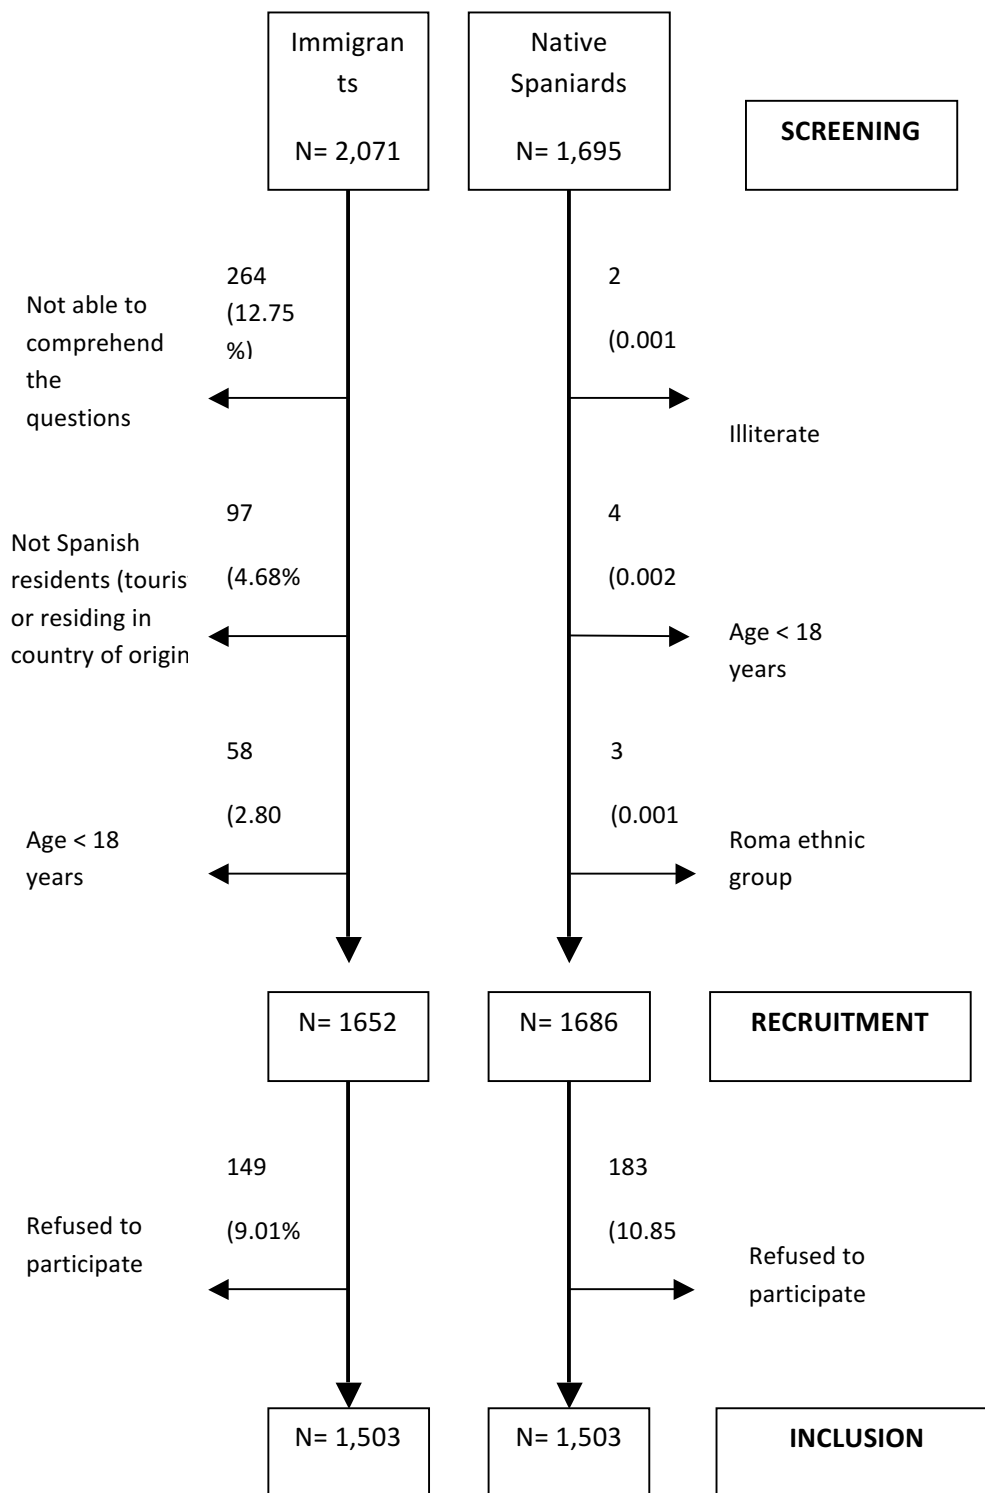 Immigran
ts
N= 2,071
Native
Spaniards
N= 1,695
SCREENING
264
(12.75
%)
Not able to
comprehend
the
questions
2
(0.001
Illiterate
97
(4.68%
Not Spanish
residents (touris
or residing in
country of origin
4
(0.002
Age < 18
years
58
(2.80
Age < 18
years
3
(0.001
Roma ethnic
group
N= 1652
N= 1686
RECRUITMENT
149
(9.01%
Refused to
participate
183
(10.85
Refused to
participate
N= 1,503
N= 1,503
INCLUSION